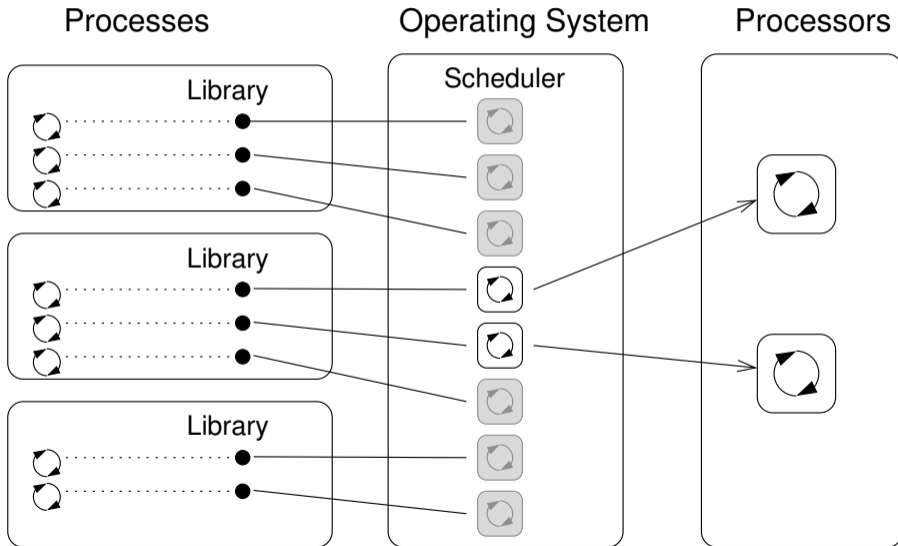 Processes
Operating System
Processors
Library
Scheduler
Library
Library